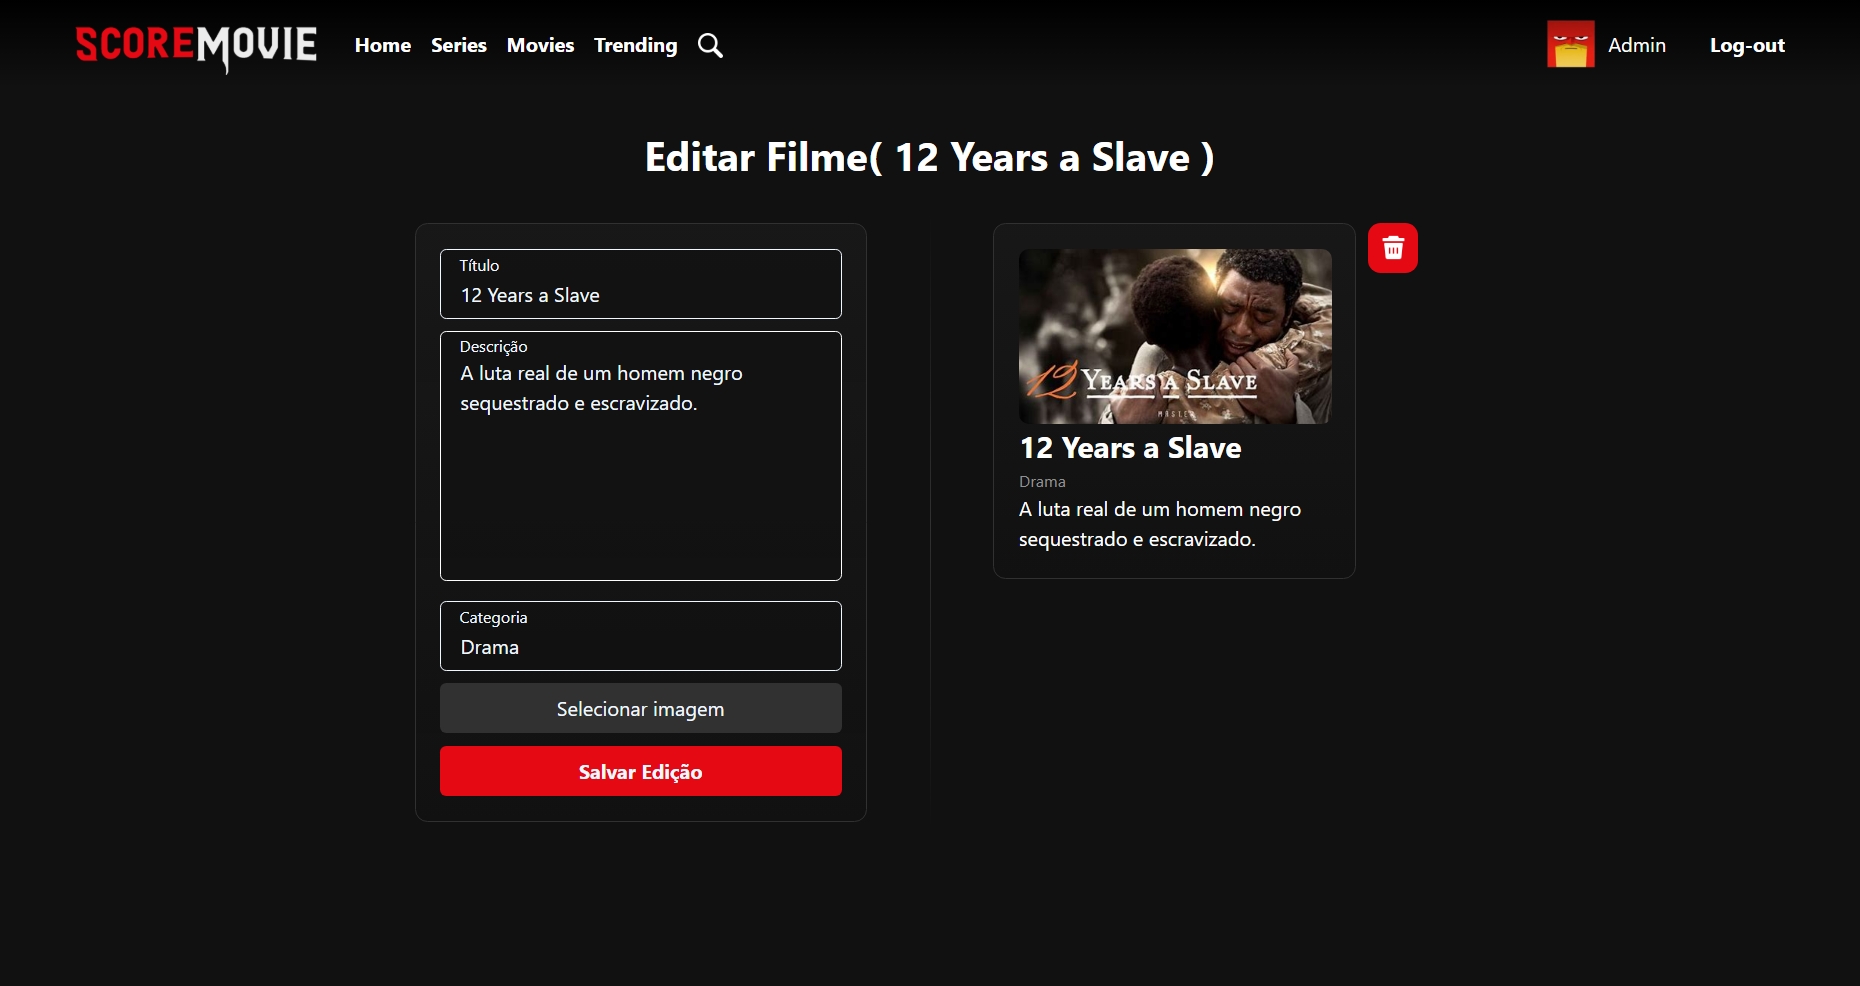 SCOREMOVIE
Home Series Movies Trending
Admin
Log-out
Editar Filme( 12 Years a Slave )
Título
12 Years a Slave
Descrição
A luta real de um homem negro
sequestrado e escravizado.
Categoria
Drama
Selecionar imagem
Salvar Edição
12 YEARS A SLAVE
12 Years a Slave
Drama
A luta real de um homem negro
sequestrado e escravizado.